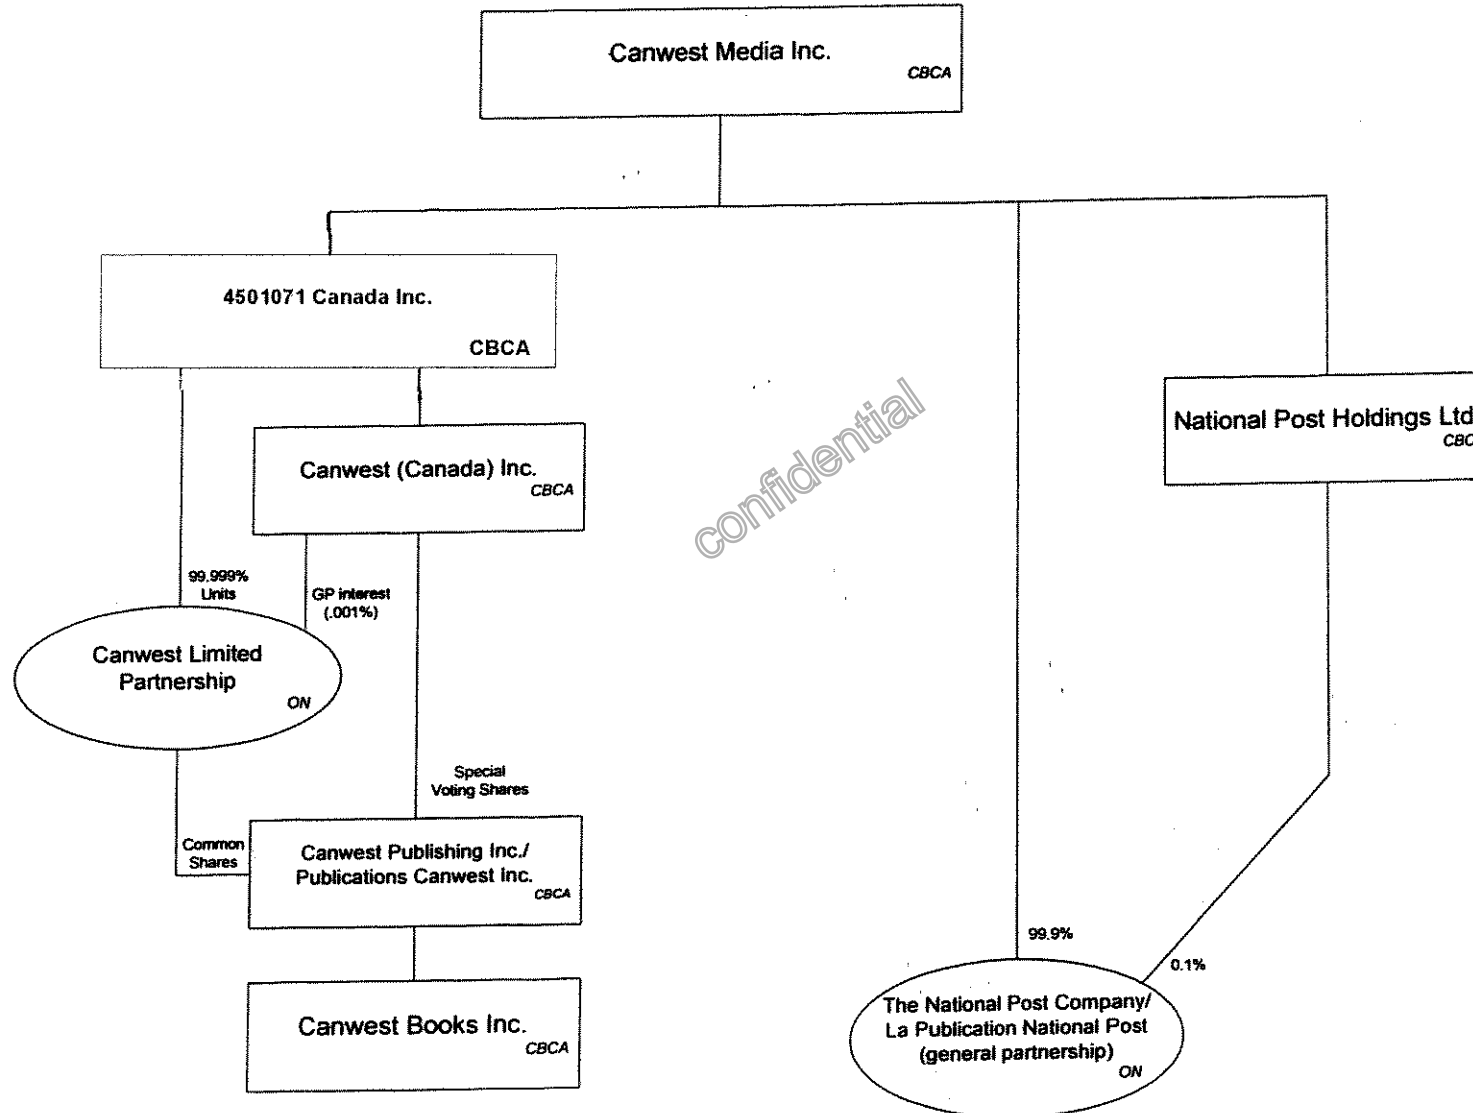 Canwest Media Inc.
CBCA
4501071 Canada Inc.
CBCA
National Post Holdings Ltd
CBC
Canwest (Canada) Inc.
CBCA
confidential
99.999%
Units
GP interest
(.001%)
Canwest Limited
Partnership
ON
Special
Voting Shares
Common
Shares
Canwest Publishing Inc./
Publications Canwest Inc.
CBCA
99.9%
0.1%
The National Post Company/
La Publication National Post
(general partnership)
ON
Canwest Books Inc.
CBCA